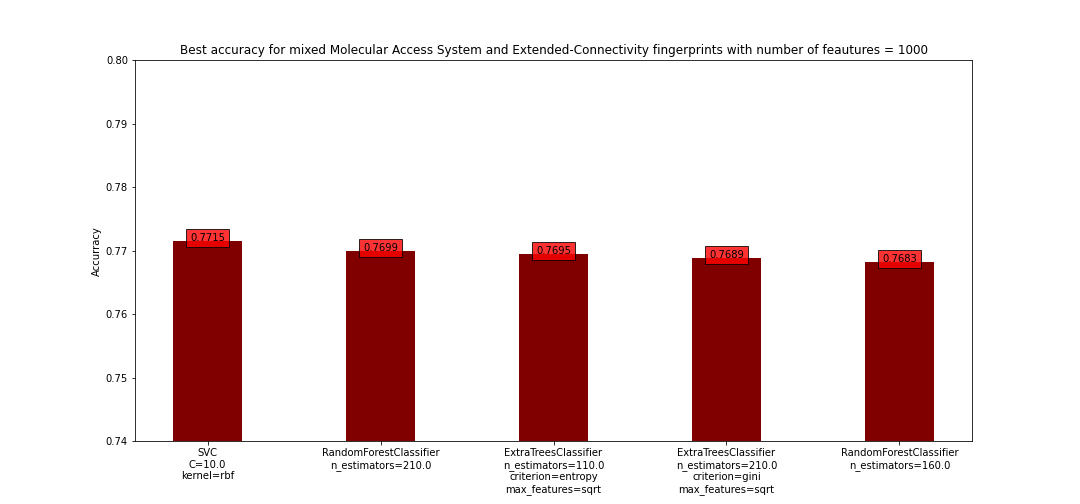 Best accuracy for mixed Molecular Access System and Extended-Connectivity fingerprints with number of feautures = 1000
0.80
0.79
0.78
0.77
0.76
0.75
0.74
Accurracy
0.7715
0.7699
0.7695
0.7689
0.7683
SVC
C=10.0
kernel=rbf
RandomForestClassifier
n_estimators=210.0
ExtraTreesClassifier
n_estimators=110.0
criterion=entropy
max_features=sqrt
ExtraTreesClassifier
n_estimators=210.0
criterion=gini
max_features=sqrt
RandomForestClassifier
n_estimators=160.0